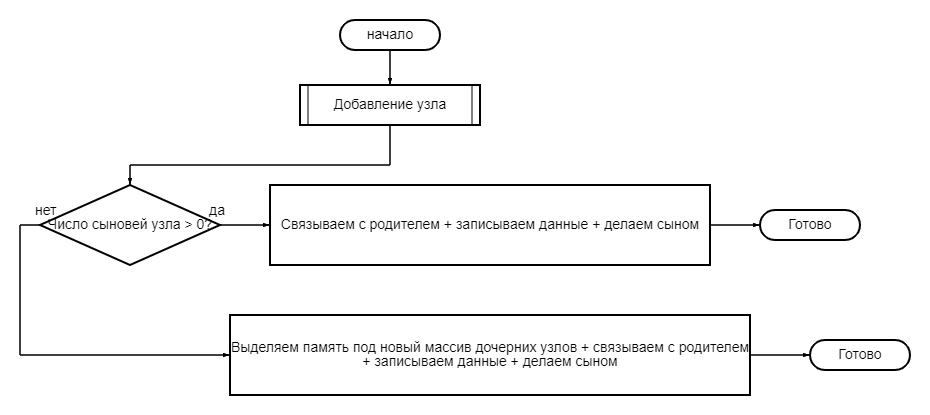 начало
Добавление узла
нет
да
Число сыновей узла > 0?
Связываем с родителем + записываем данные + делаем сыном
Готово
Выделяем память под новый массив дочерних узлов + связываем с родителем
+ записываем данные + делаем сыном
Готово